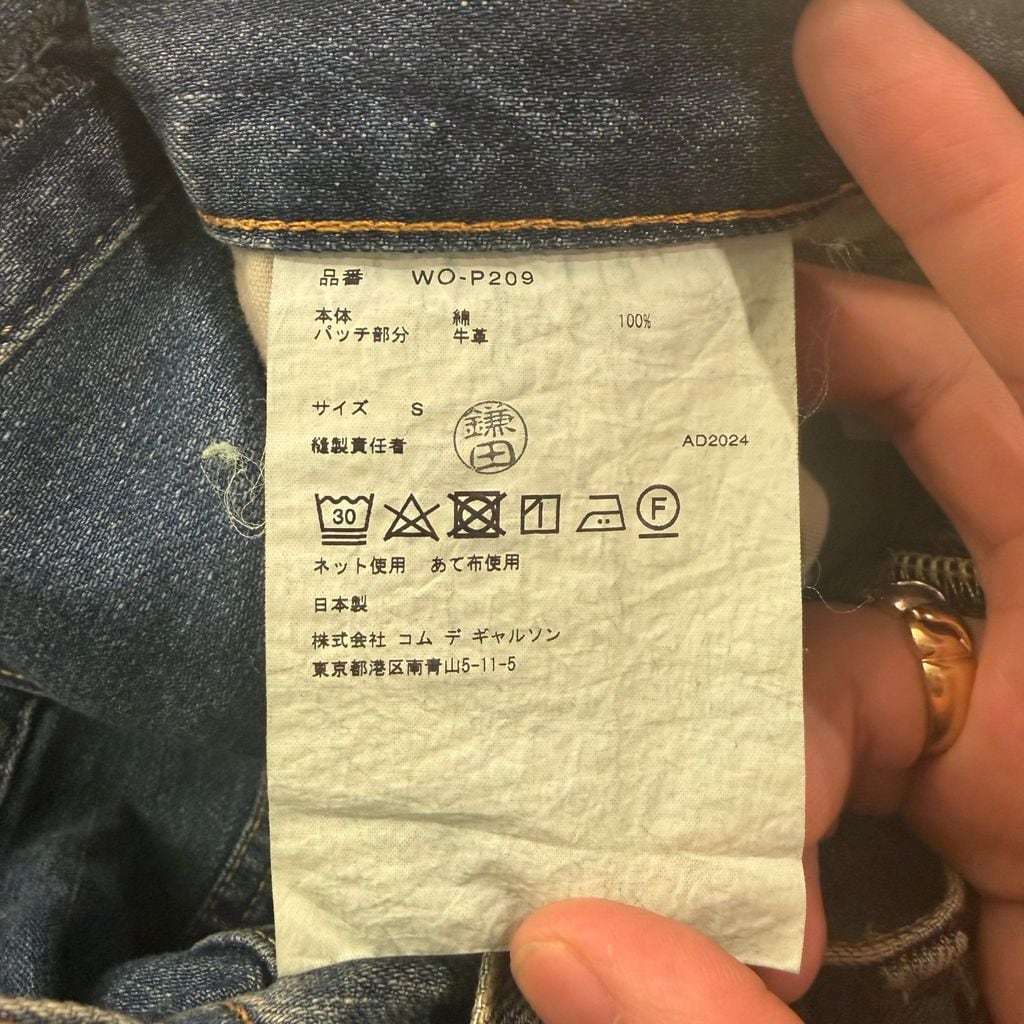 品番 WO-P209
本体 綿 100%
パッチ部分 牛革
サイズ S
縫製責任者 鎌田 AD2024
30 F
ネット使用 あて布使用
日本製
株式会社 コム デ ギャルソン
東京都港区南青山5-11-5